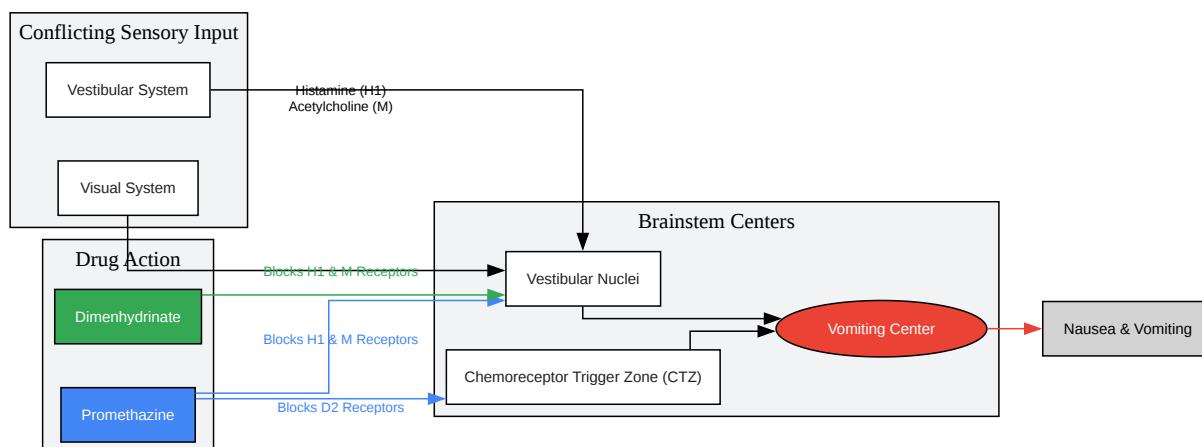 Conflicting Sensory Input
Vestibular System
Histamine (H1)
Acetylcholine (M)
Visual System
Brainstem Centers
Drug Action
Blocks H1 & M Receptors
Vestibular Nuclei
Dimenhydrinate
Vomiting Center
Nausea & Vomiting
Blocks H1 & M Receptors
Chemoreceptor Trigger Zone (CTZ)
Promethazine
Blocks D2 Receptors